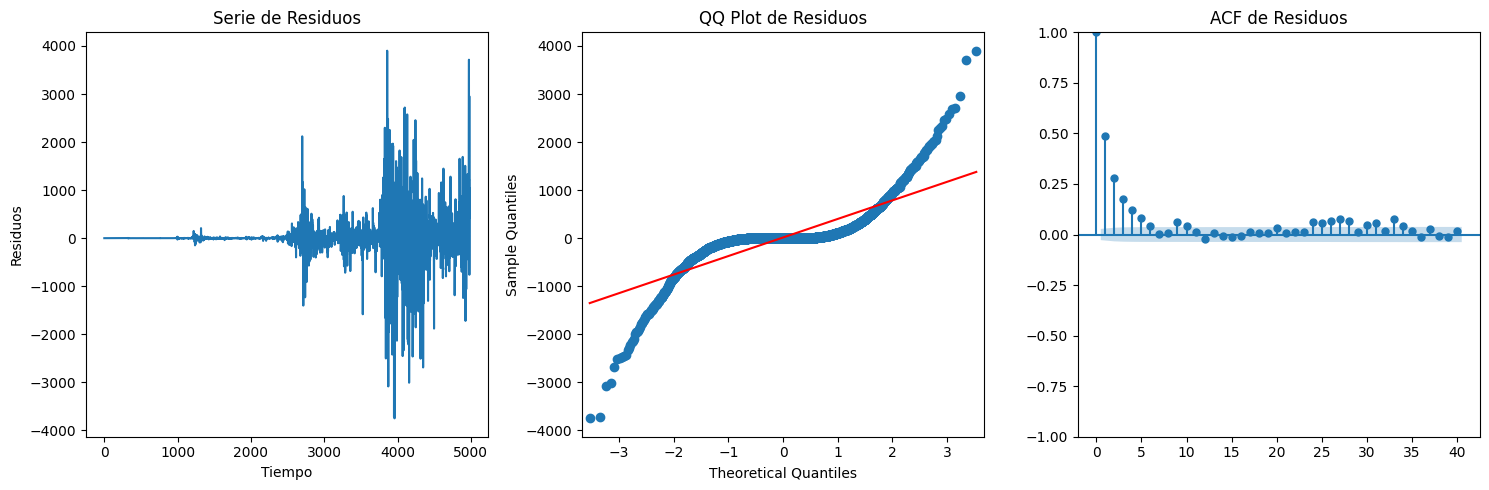 Serie de Residuos
Residuos
4000
3000
2000
1000
0
−1000
−2000
−3000
−4000
0 1000 2000 3000 4000 5000
Tiempo
QQ Plot de Residuos
Sample Quantiles
4000
3000
2000
1000
0
−1000
−2000
−3000
−4000
−3 −2 −1 0 1 2 3
Theoretical Quantiles
ACF de Residuos
1.00
0.75
0.50
0.25
0.00
−0.25
−0.50
−0.75
−1.00
0 5 10 15 20 25 30 35 40